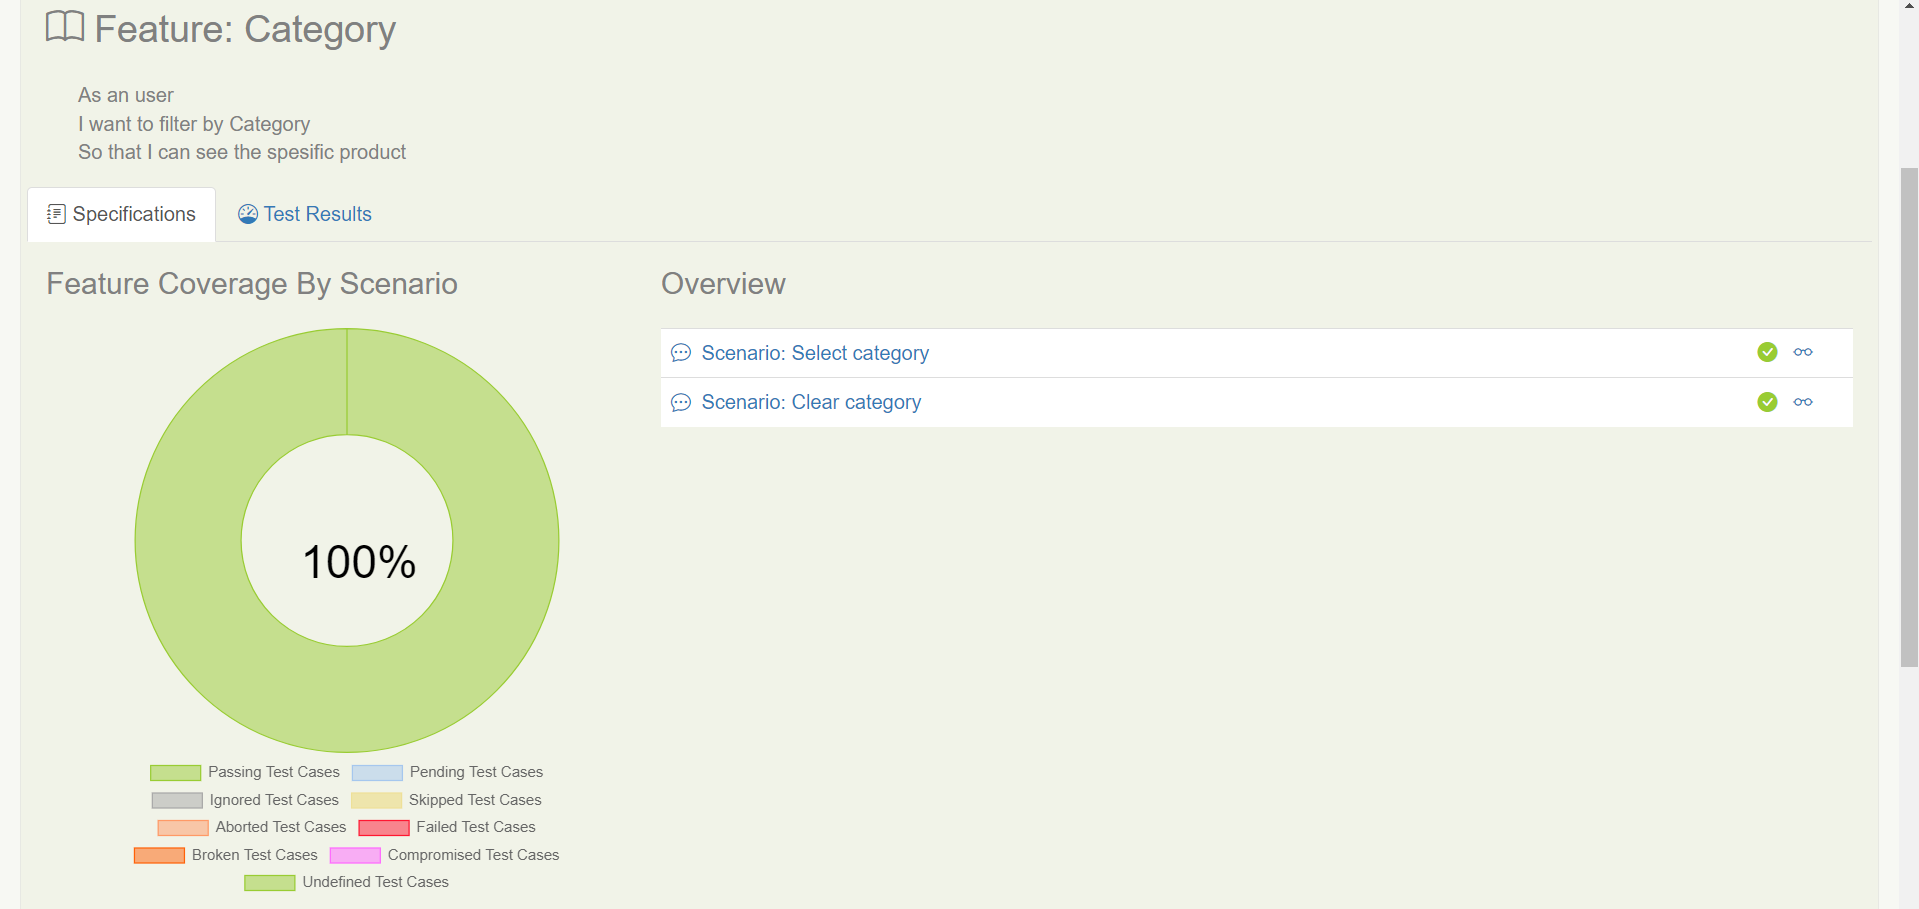 Feature: Category
As an user
I want to filter by Category
So that I can see the spesific product
Specifications
Test Results
Feature Coverage By Scenario
Overview
Scenario: Select category
Scenario: Clear category
100%
Passing Test Cases
Pending Test Cases
Ignored Test Cases
Skipped Test Cases
Aborted Test Cases
Failed Test Cases
Broken Test Cases
Compromised Test Cases
Undefined Test Cases